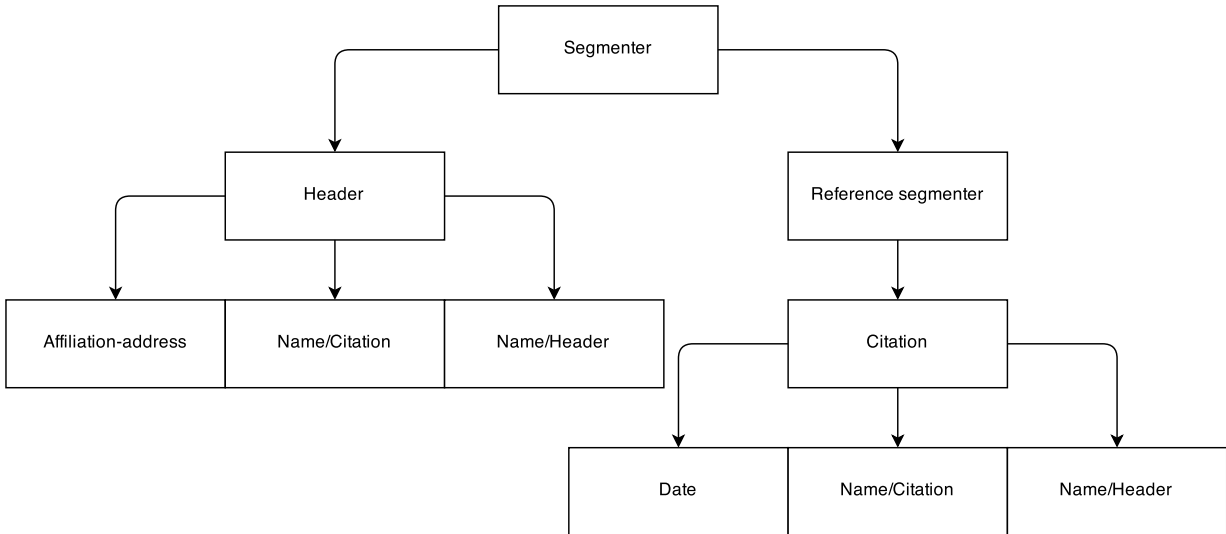 Segmenter
Header
Reference segmenter
Affiliation-address
Name/Citation
Name/Header
Citation
Date
Name/Citation
Name/Header